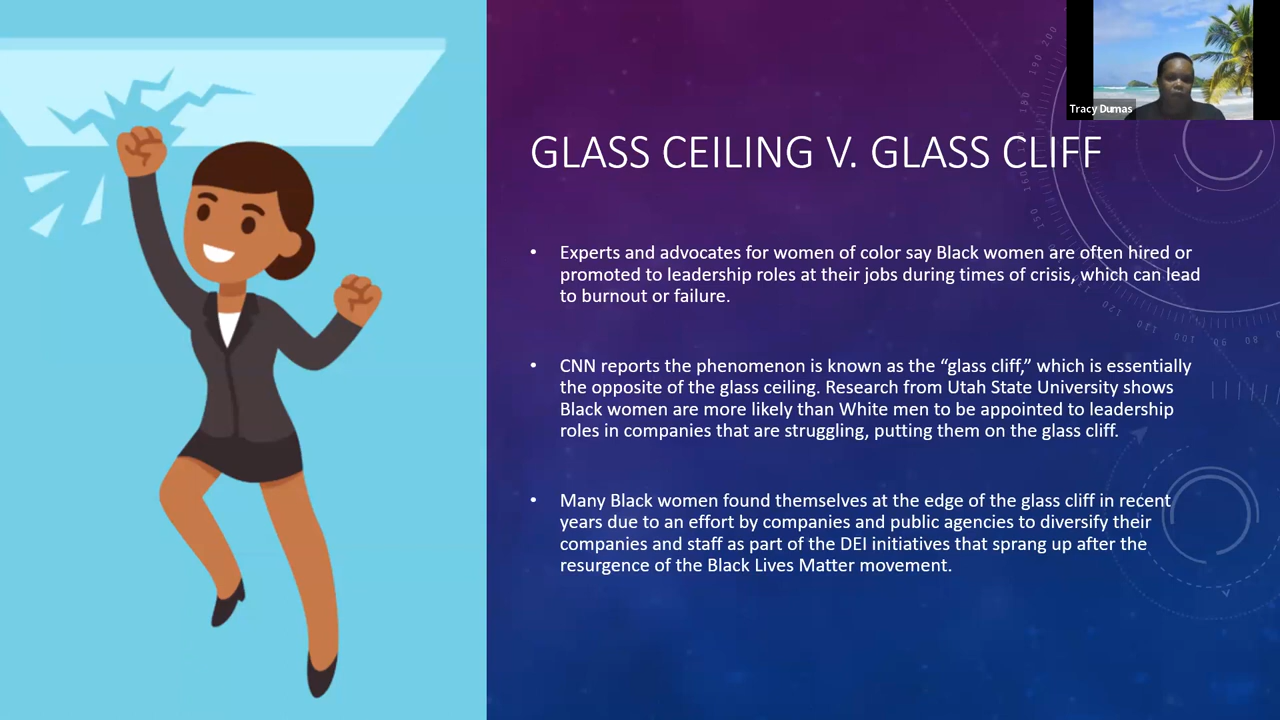 Tracy Dumas
GLASS CEILING V. GLASS CLIFF
• Experts and advocates for women of color say Black women are often hired or
promoted to leadership roles at their jobs during times of crisis, which can lead
to burnout or failure.
• CNN reports the phenomenon is known as the “glass cliff,” which is essentially
the opposite of the glass ceiling. Research from Utah State University shows
Black women are more likely than White men to be appointed to leadership
roles in companies that are struggling, putting them on the glass cliff.
• Many Black women found themselves at the edge of the glass cliff in recent
years due to an effort by companies and public agencies to diversify their
companies and staff as part of the DEI initiatives that sprang up after the
resurgence of the Black Lives Matter movement.